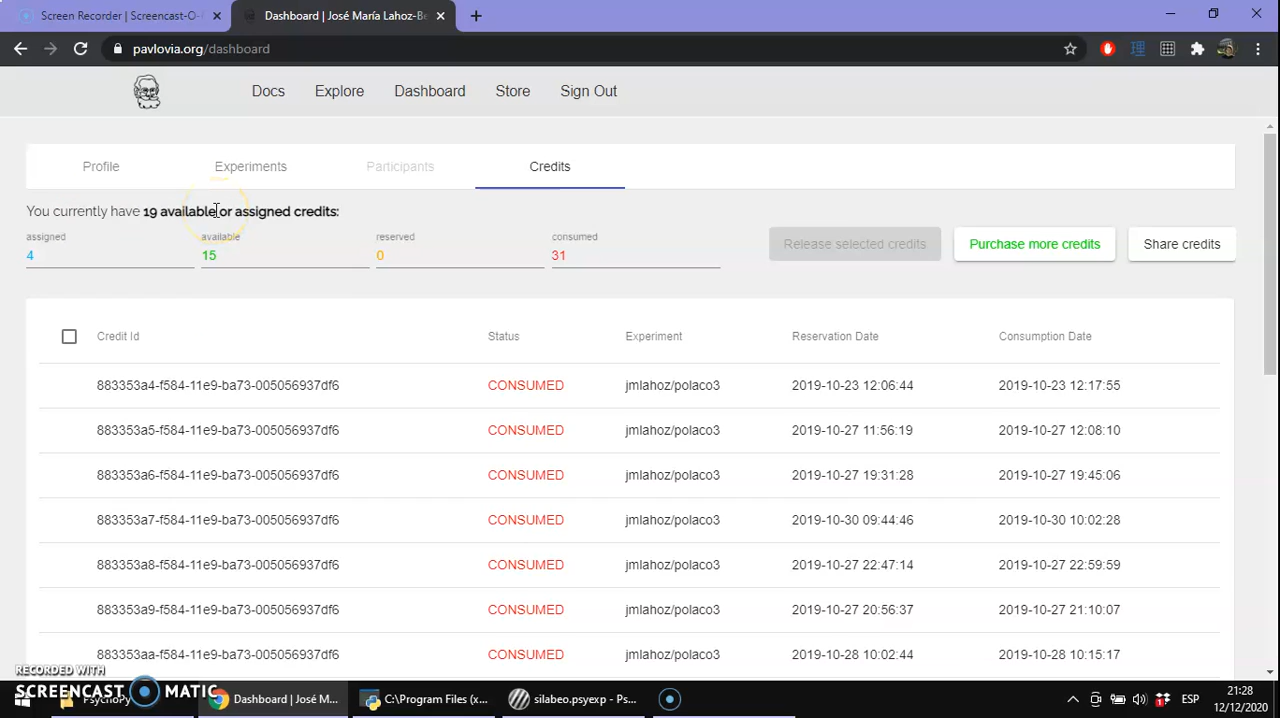 Screen Recorder | Screencast-O-
Dashboard | José María Lahoz-Be
pavlovia.org/dashboard
Docs Explore Dashboard Store Sign Out
Profile Experiments Participants Credits
You currently have 19 available or assigned credits:
assigned available reserved consumed
4 15 0 31
Release selected credits Purchase more credits Share credits
Credit Id Status Experiment Reservation Date Consumption Date
883353a4-f584-11e9-ba73-005056937df6 CONSUMED jmlahoz/polaco3 2019-10-23 12:06:44 2019-10-23 12:17:55
883353a5-f584-11e9-ba73-005056937df6 CONSUMED jmlahoz/polaco3 2019-10-27 11:56:19 2019-10-27 12:08:10
883353a6-f584-11e9-ba73-005056937df6 CONSUMED jmlahoz/polaco3 2019-10-27 19:31:28 2019-10-27 19:45:06
883353a7-f584-11e9-ba73-005056937df6 CONSUMED jmlahoz/polaco3 2019-10-30 09:44:46 2019-10-30 10:02:28
883353a8-f584-11e9-ba73-005056937df6 CONSUMED jmlahoz/polaco3 2019-10-27 22:47:14 2019-10-27 22:59:59
883353a9-f584-11e9-ba73-005056937df6 CONSUMED jmlahoz/polaco3 2019-10-27 20:56:37 2019-10-27 21:10:07
883353aa-f584-11e9-ba73-005056937df6 CONSUMED jmlahoz/polaco3 2019-10-28 10:02:44 2019-10-28 10:15:17
RECORDED WITH
SCREENCAST MATIC
PsychoPy Dashboard | José M... C:\Program Files (x... silabeo.psyexp - Ps... ESP
21:28
12/12/2020